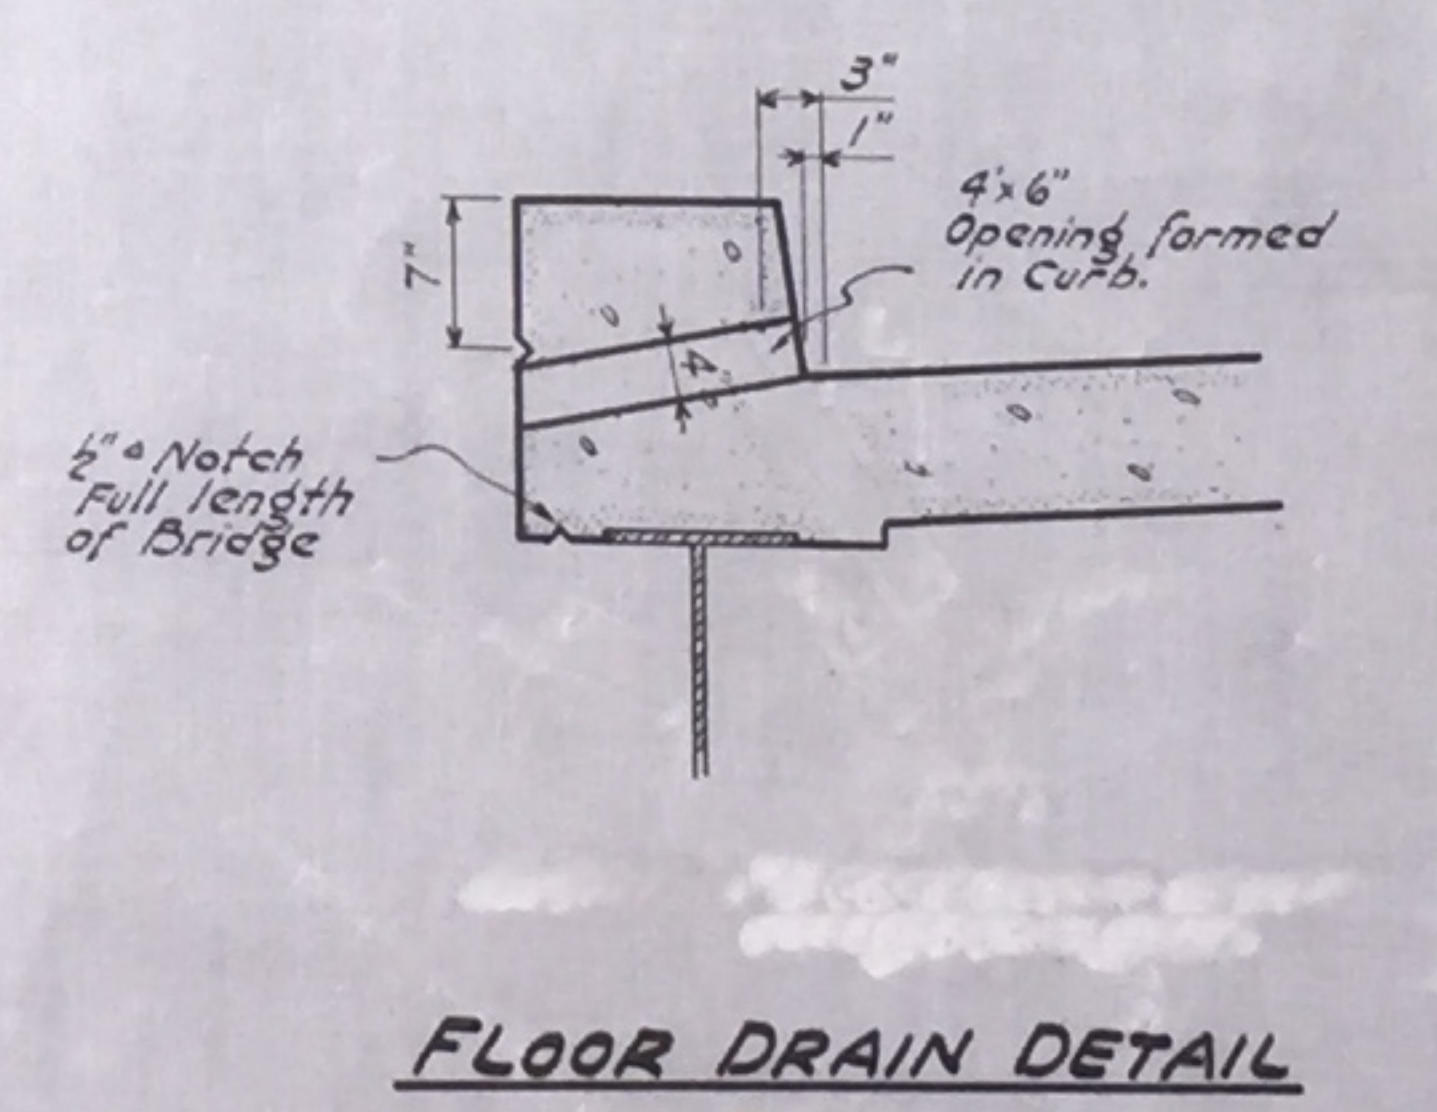 3"
1"
4'x 6"
Opening formed
in Curb.
7"
4"
½" Δ Notch
Full length
of Bridge
FLOOR DRAIN DETAIL